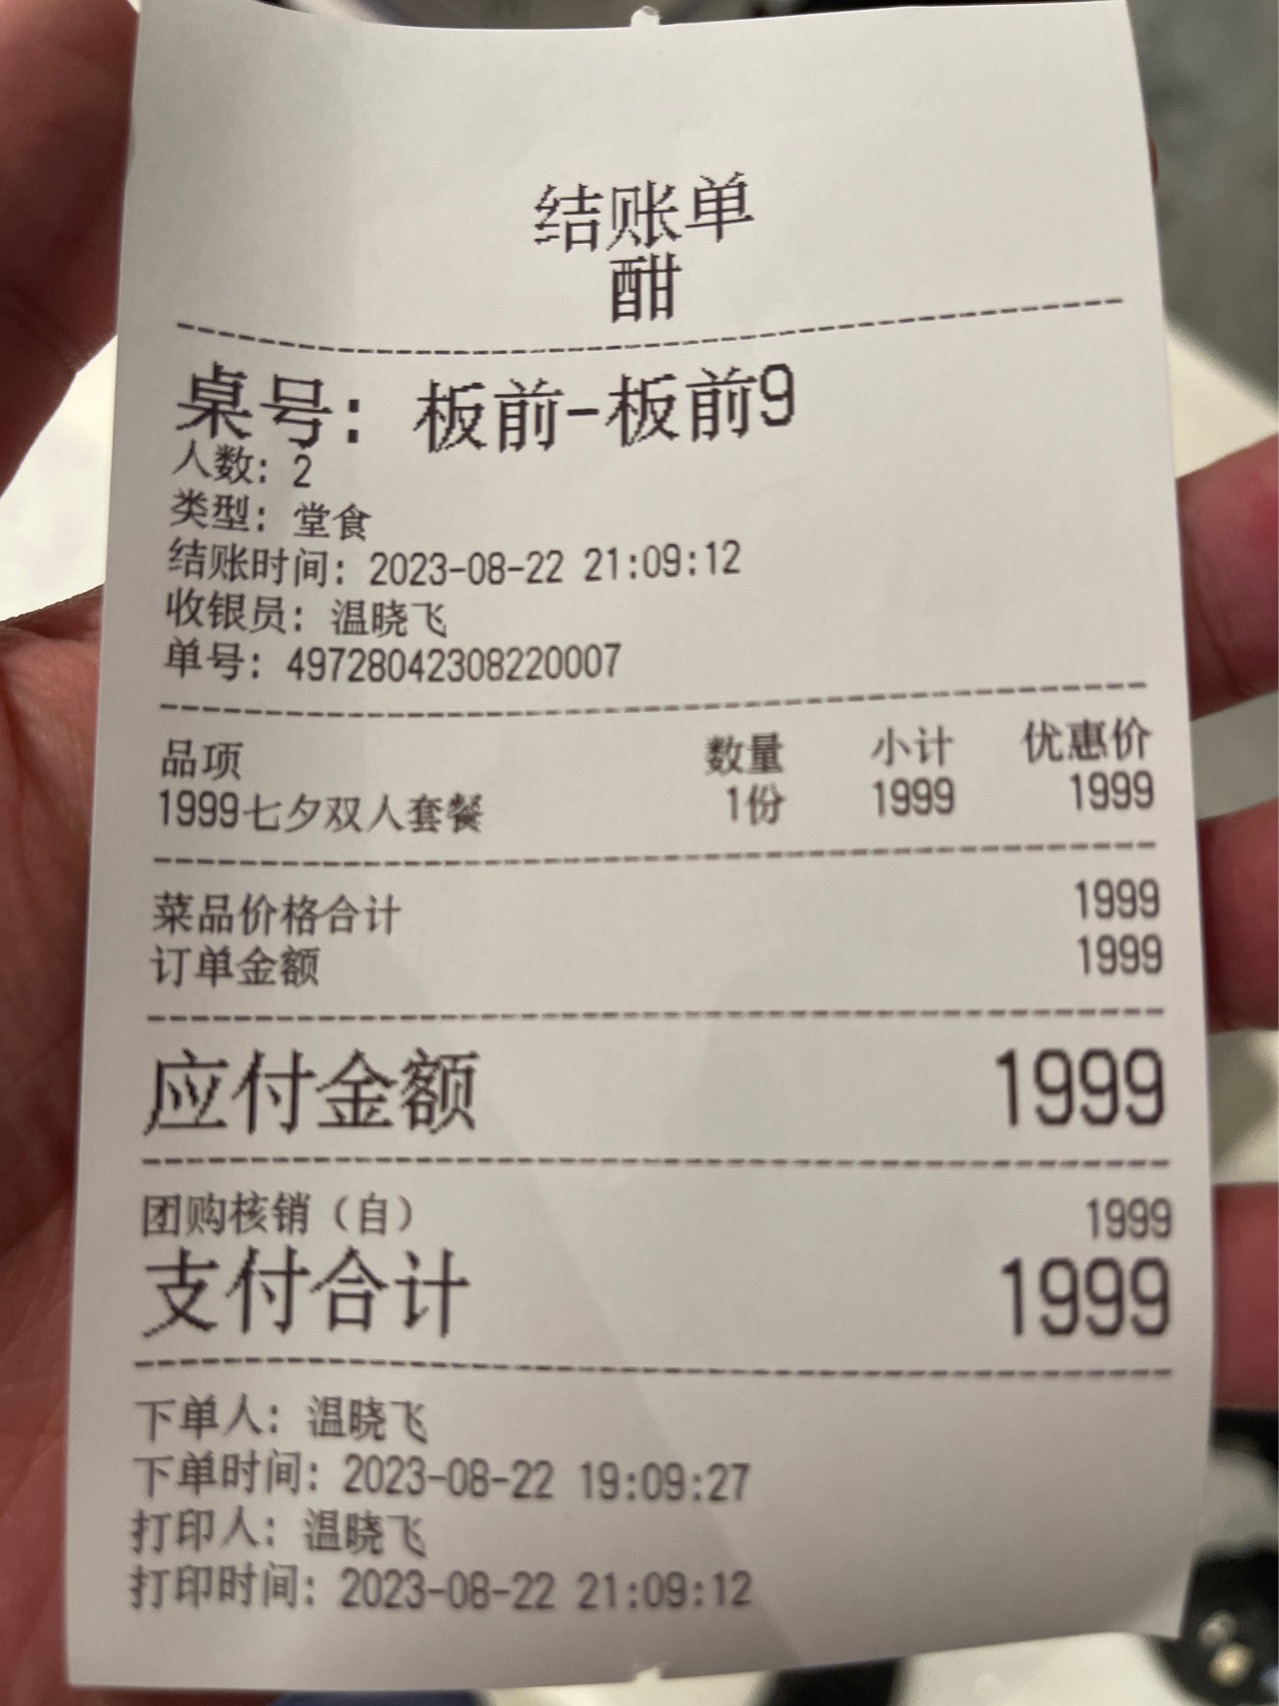 结账单
酣
桌号: 板前-板前9
人数: 2
类型: 堂食
结账时间: 2023-08-22 21:09:12
收银员: 温晓飞
单号: 49728042308220007
品项 数量 小计 优惠价
1999七夕双人套餐 1份 1999 1999
菜品价格合计 1999
订单金额 1999
应付金额 1999
团购核销（自） 1999
支付合计 1999
下单人: 温晓飞
下单时间: 2023-08-22 19:09:27
打印人: 温晓飞
打印时间: 2023-08-22 21:09:12